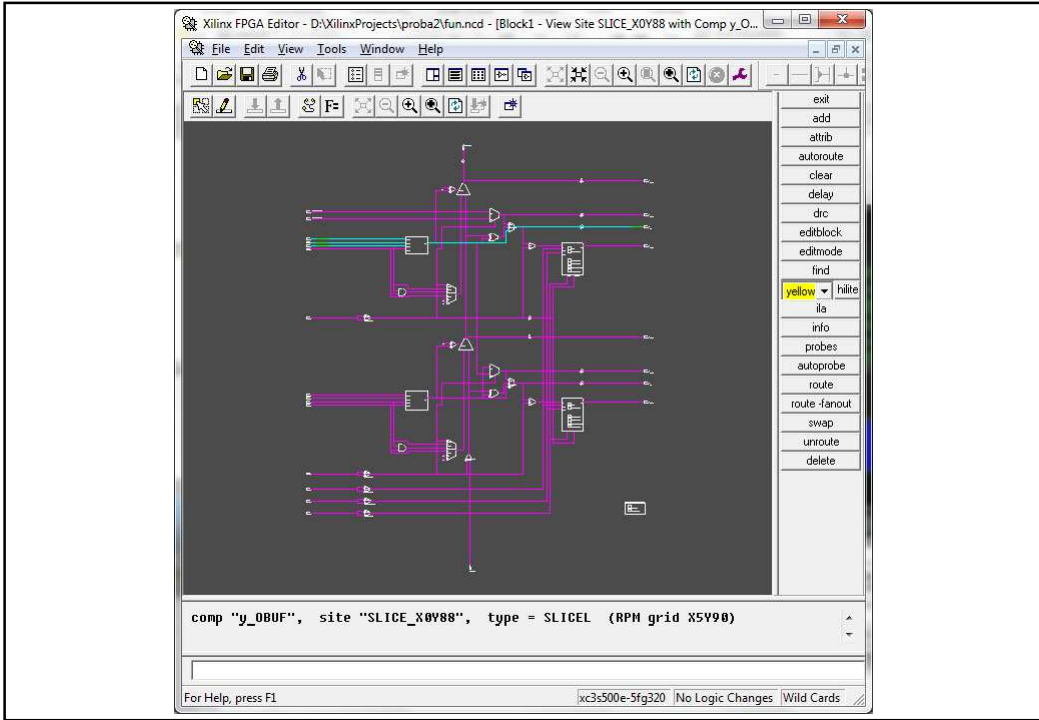 Xilinx FPGA Editor - D:\XilinxProjects\proba2\fun.ncd - [Block1 - View Site SLICE_X0Y88 with Comp y_O...
File Edit View Tools Window Help
F=
exit
add
attrib
autoroute
clear
delay
drc
editblock
editmode
find
yellow hilite
ila
info
probes
autoprobe
route
route -fanout
swap
unroute
delete
comp "y_OBUF", site "SLICE_X0Y88", type = SLICEL (RPM grid X5Y90)
For Help, press F1 xc3s500e-5fg320 No Logic Changes Wild Cards